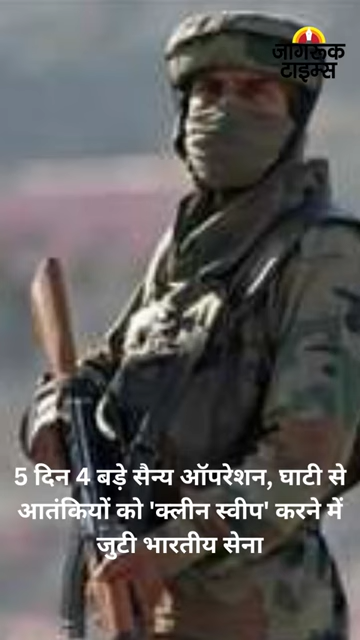 जागरूक
टाइम्स
5 दिन 4 बड़े सैन्य ऑपरेशन, घाटी से
आतंकियों को 'क्लीन स्वीप' करने में
जुटी भारतीय सेना